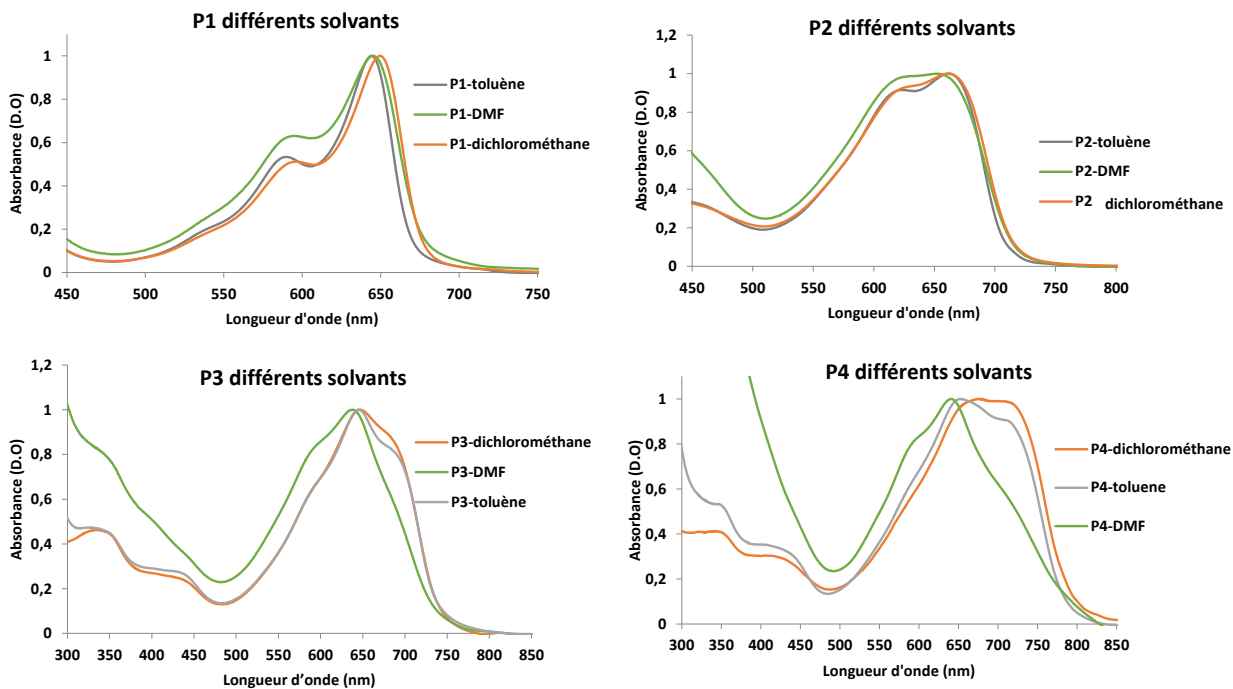 P1 différents solvants
Absorbance (D.O)
1
0,8
0,6
0,4
0,2
0
450 500 550 600 650 700 750
Longueur d'onde (nm)
P1-toluène
P1-DMF
P1-dichlorométhane
P2 différents solvants
Absorbance (D.O)
1,2
1
0,8
0,6
0,4
0,2
0
450 500 550 600 650 700 750 800
Longueur d'onde (nm)
P2-toluène
P2-DMF
P2 dichlorométhane
P3 différents solvants
Absorbance (D.O)
1,2
1
0,8
0,6
0,4
0,2
0
300 350 400 450 500 550 600 650 700 750 800 850
Longueur d’onde (nm)
P3-dichlorométhane
P3-DMF
P3-toluène
P4 différents solvants
Absorbance (D.O)
1
0,8
0,6
0,4
0,2
0
300 350 400 450 500 550 600 650 700 750 800 850
Longueur d'onde (nm)
P4-dichlorométhane
P4-toluene
P4-DMF